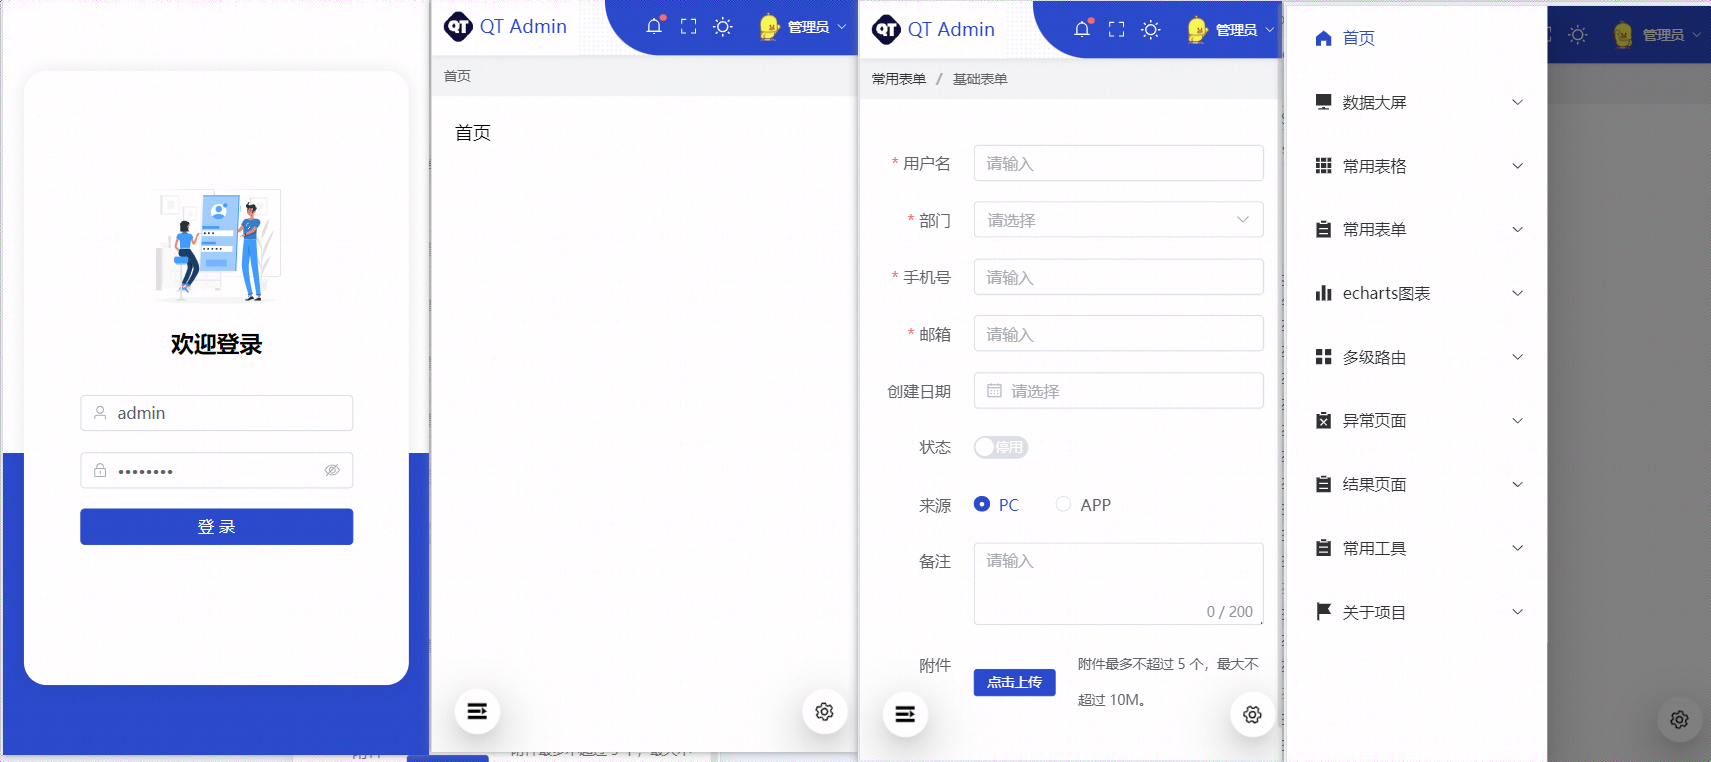 欢迎登录
admin
••••••••
登 录
QT QT Admin
管理员
首页
首页
QT QT Admin
管理员
常用表单 / 基础表单
* 用户名 请输入
* 部门 请选择
* 手机号 请输入
* 邮箱 请输入
创建日期 请选择
状态 停用
来源 PC APP
备注 请输入
0 / 200
附件 点击上传 附件最多不超过 5 个，最大不
超过 10M。
首页
数据大屏
常用表格
常用表单
echarts图表
多级路由
异常页面
结果页面
常用工具
关于项目
管理员